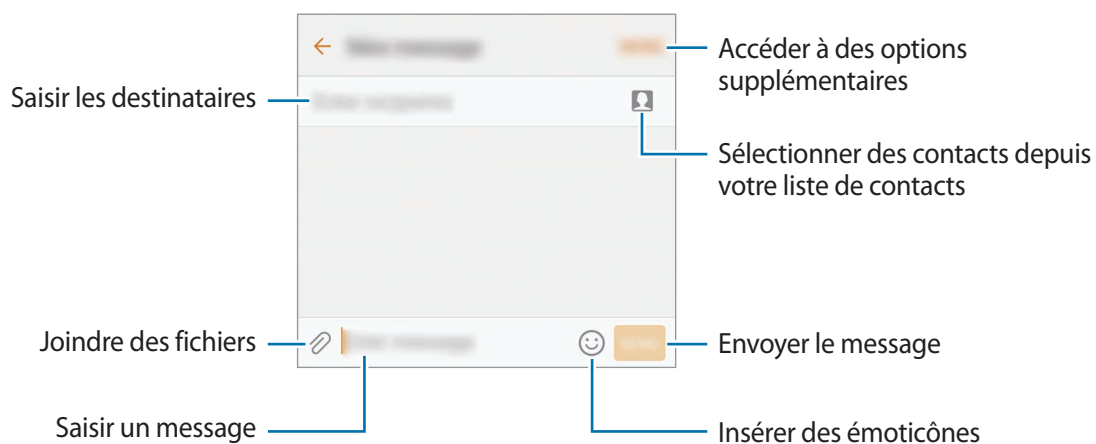 Accéder à des options
supplémentaires
Saisir les destinataires
Sélectionner des contacts depuis
votre liste de contacts
Joindre des fichiers
Envoyer le message
Saisir un message
Insérer des émoticônes